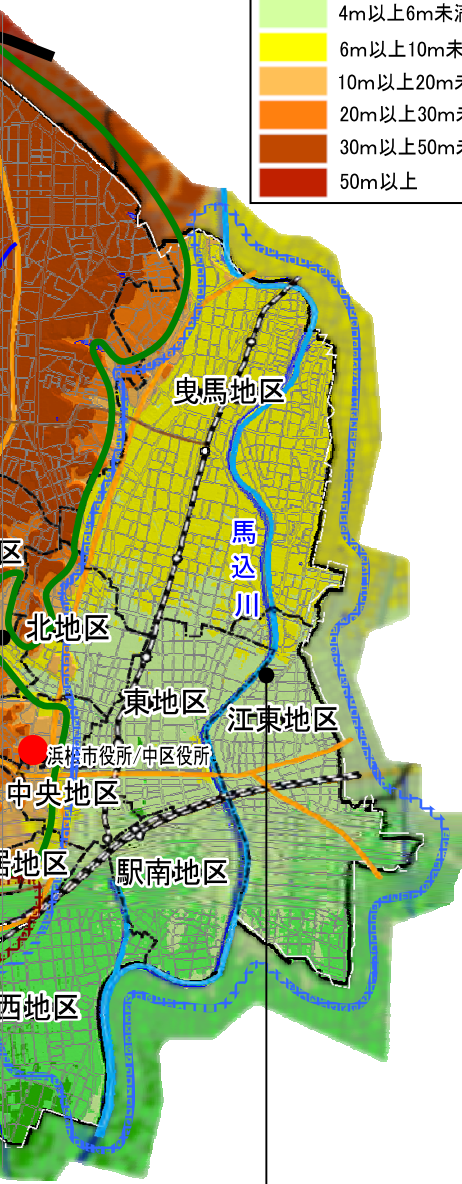 4m以上6m未満
6m以上10m未
10m以上20m未
20m以上30m未
30m以上50m未
50m以上
曳馬地区
馬込川
区
北地区
東地区
江東地区
浜松市役所/中区役所
中央地区
居地区
駅南地区
西地区